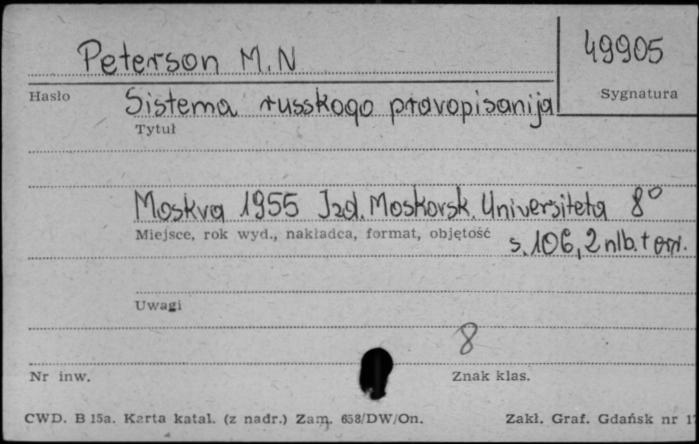 Peterson M.N
49905
Hasło
Sygnatura
Sistema russkogo pravopisanija
Tytuł
Moskva 1955 Izd. Moskovsk. Universiteta 8°
Miejsce, rok wyd., nakładca, format, objętość
s. 106, 2 nlb.
Uwagi
8
Nr inw.
Znak klas.
CWD. B 15a. Karta katal. (z nadr.) Zam. 658/DW/On.
Zakł. Graf. Gdańsk nr